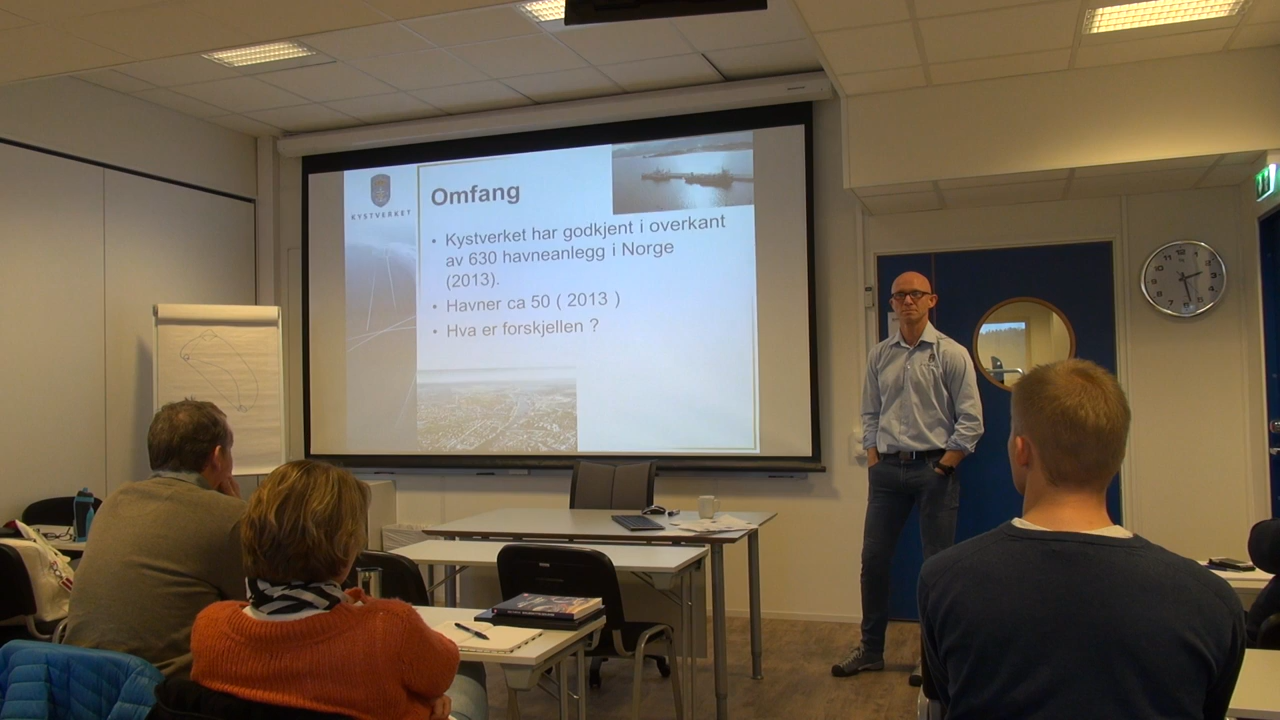 KYSTVERKET
Omfang
• Kystverket har godkjent i overkant
av 630 havneanlegg i Norge
(2013).
• Havner ca 50 ( 2013 )
• Hva er forskjellen ?